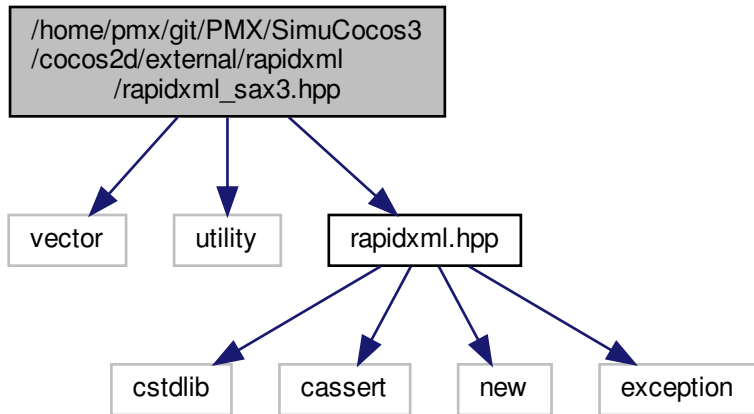 /home/pmx/git/PMX/SimuCocos3
/cocos2d/external/rapidxml
/rapidxml_sax3.hpp
vector
utility
rapidxml.hpp
cstdlib
cassert
new
exception